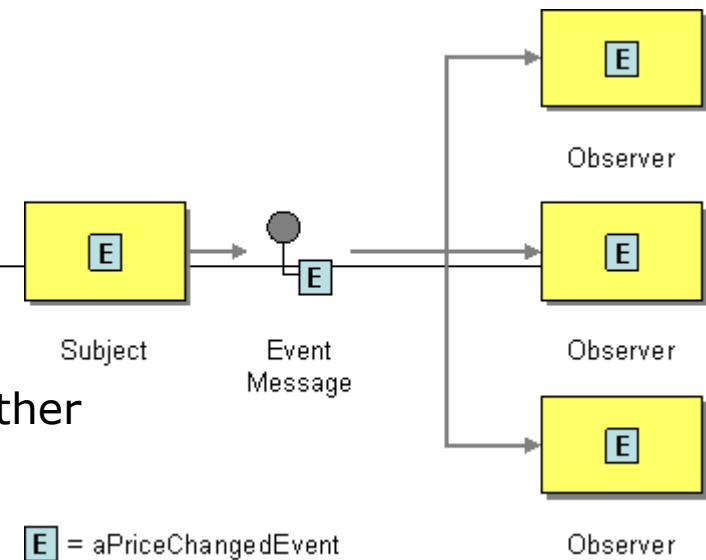 E
Observer
E
E
E
Subject
Event
Message
Observer
ther
E
E = aPriceChangedEvent
Observer